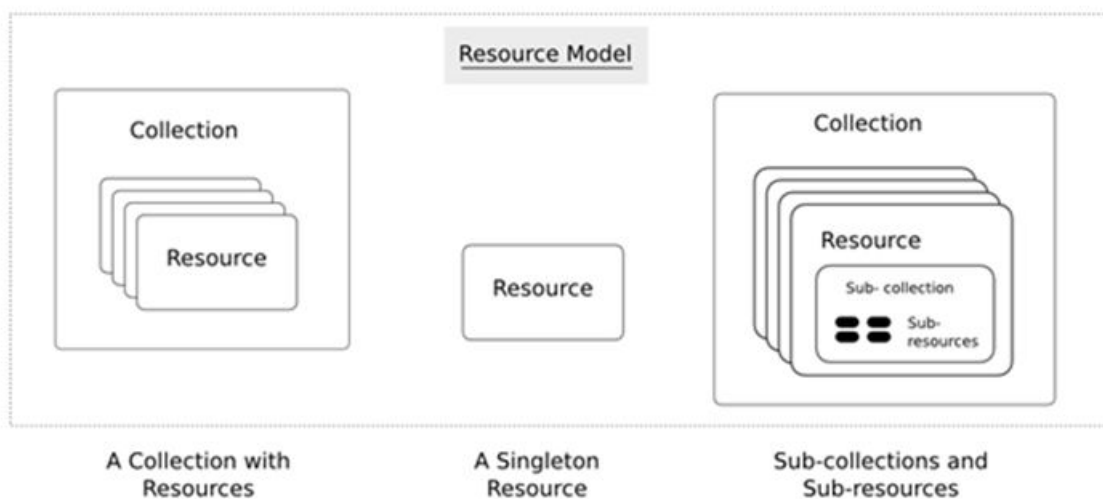 Resource Model
Collection
Resource
Resource
Collection
Resource
Sub- collection
Sub-
resources
A Collection with
Resources
A Singleton
Resource
Sub-collections and
Sub-resources